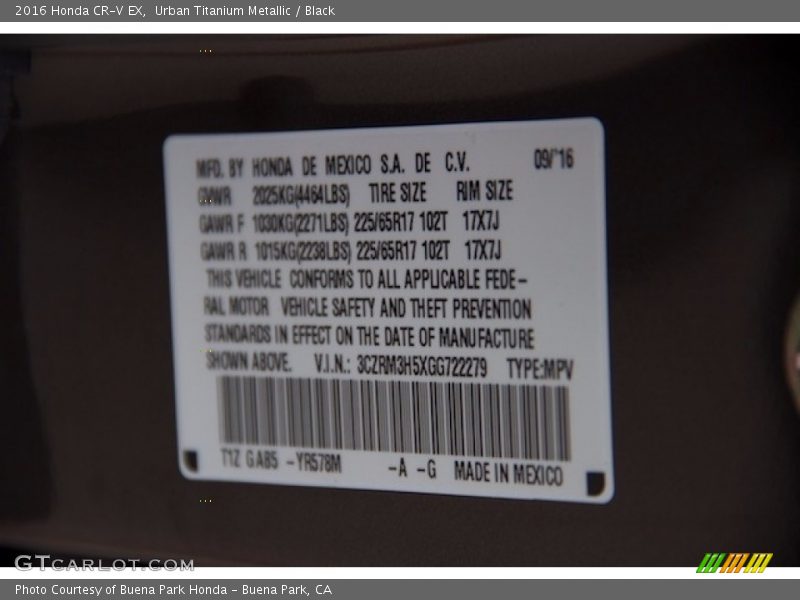 2016 Honda CR-V EX, Urban Titanium Metallic / Black
MFD. BY HONDA DE MEXICO S.A. DE C.V. 09/'16
GVWR 2025KG(4464LBS) TIRE SIZE RIM SIZE
GAWR F 1030KG(2271LBS) 225/65R17 102T 17X7J
GAWR R 1015KG(2238LBS) 225/65R17 102T 17X7J
THIS VEHICLE CONFORMS TO ALL APPLICABLE FEDE-
RAL MOTOR VEHICLE SAFETY AND THEFT PREVENTION
STANDARDS IN EFFECT ON THE DATE OF MANUFACTURE
SHOWN ABOVE. V.I.N.: 3CZRM3H5XGG722279 TYPE:MPV
T1Z GA85 -YR578M -A -G MADE IN MEXICO
GTCARLOT.COM
Photo Courtesy of Buena Park Honda - Buena Park, CA